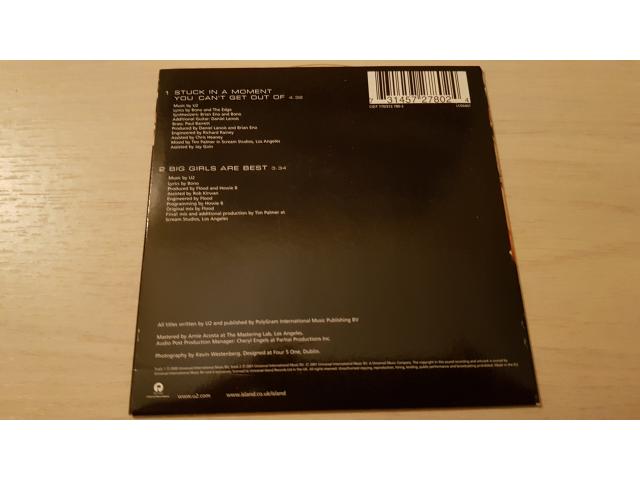 1 STUCK IN A MOMENT
YOU CAN'T GET OUT OF 4.32
Music by U2
Lyrics by Bono and The Edge
Synthesizers: Brian Eno and Bono
Additional Guitar: Daniel Lanois
Brass: Paul Barrett
Produced by Daniel Lanois and Brian Eno
Engineered by Richard Rainey
Assisted by Chris Heaney
Mixed by Tim Palmer in Scream Studios, Los Angeles
Assisted by Jay Goin
31457 27802
2 BIG GIRLS ARE BEST 3.34
Music by U2
Lyrics by Bono
Produced by Flood and Howie B
Assisted by Rob Kirwan
Engineered by Flood
Programming by Howie B
Original mix by Flood
Final mix and additional production by Tim Palmer at
Scream Studios, Los Angeles
All titles written by U2 and published by PolyGram International Music Publishing BV
Mastered by Arnie Acosta at The Mastering Lab, Los Angeles.
Audio Post Production Manager: Cheryl Engels at Partial Productions Inc.
Photography by Kevin Westenberg. Designed at Four 5 One, Dublin.
www.u2.com www.island.co.uk/island